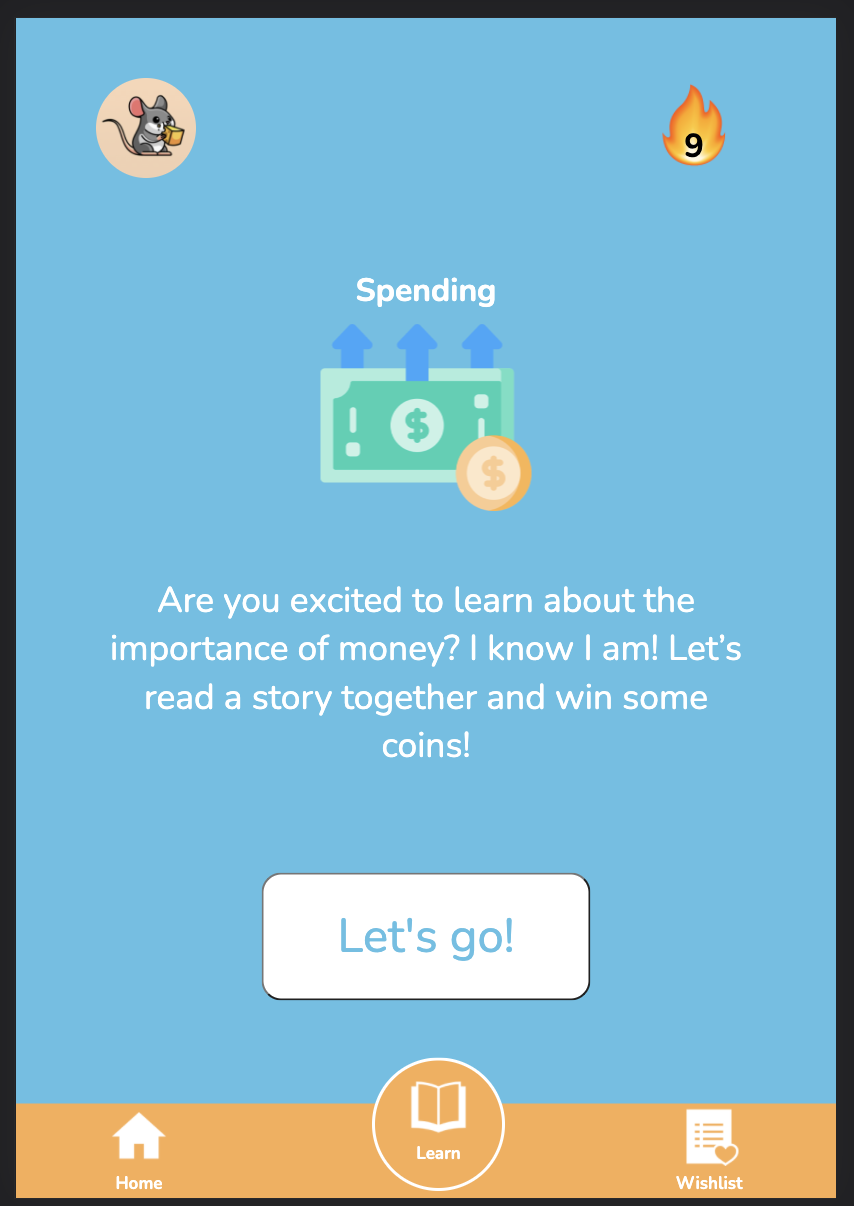 9
Spending
$
$
Are you excited to learn about the
importance of money? I know I am! Let’s
read a story together and win some
coins!
Let's go!
Learn
Home
Wishlist